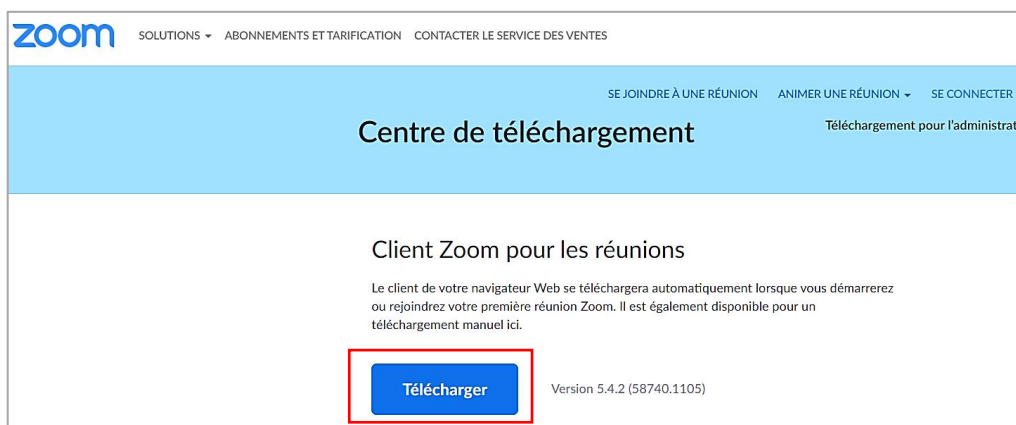 zoom SOLUTIONS ABONNEMENTS ET TARIFICATION CONTACTER LE SERVICE DES VENTES
SE JOINDRE À UNE RÉUNION ANIMER UNE RÉUNION SE CONNECTER
Centre de téléchargement Téléchargement pour l'administrat
Client Zoom pour les réunions
Le client de votre navigateur Web se téléchargera automatiquement lorsque vous démarrerez
ou rejoindrez votre première réunion Zoom. Il est également disponible pour un
téléchargement manuel ici.
Télécharger Version 5.4.2 (58740.1105)